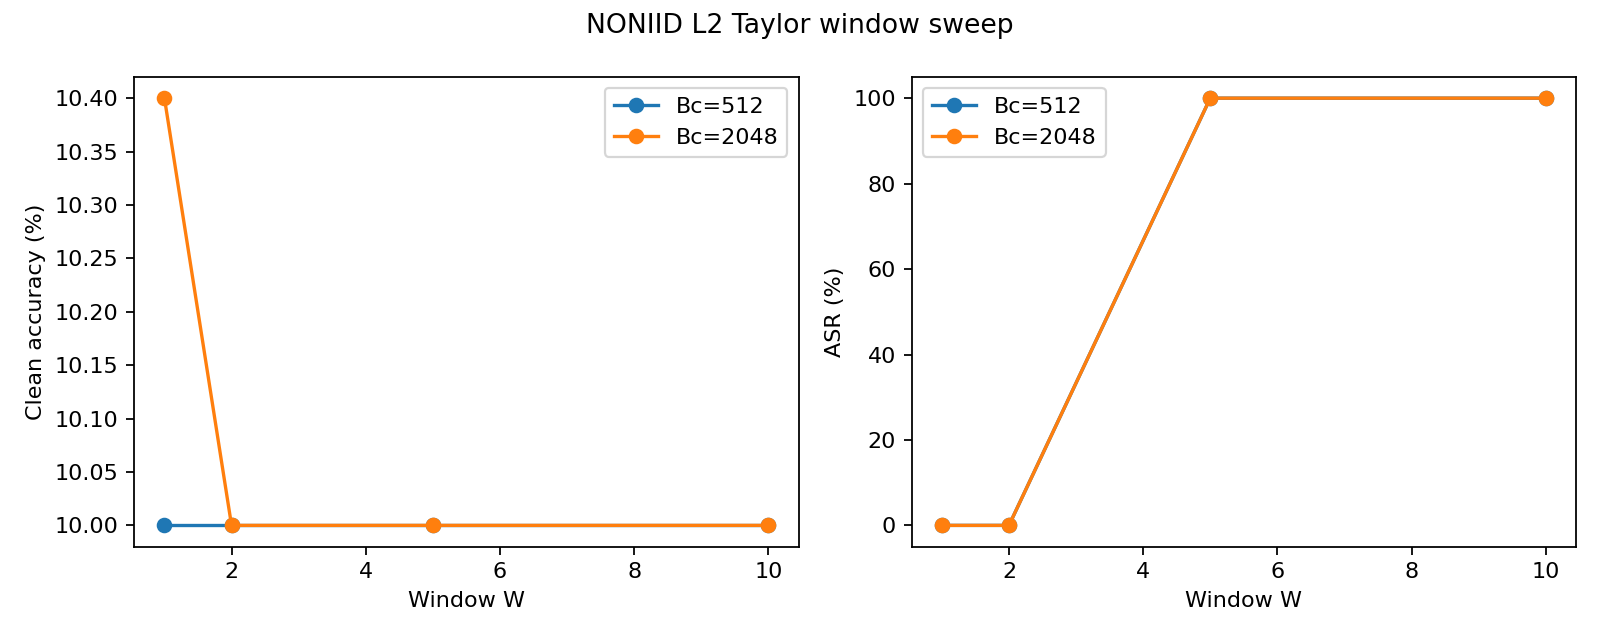 NONIID L2 Taylor window sweep
Clean accuracy (%)
10.40
10.35
10.30
10.25
10.20
10.15
10.10
10.05
10.00
2
4
6
8
10
Window W
Bc=512
Bc=2048
ASR (%)
100
80
60
40
20
0
2
4
6
8
10
Window W
Bc=512
Bc=2048